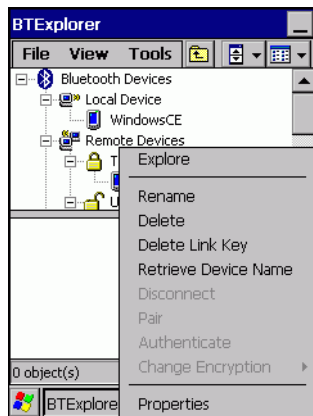 BTExplorer
File View Tools
Bluetooth Devices
Local Device
WindowsCE
Remote Devices
T
U
Explore
Rename
Delete
Delete Link Key
Retrieve Device Name
Disconnect
Pair
Authenticate
Change Encryption
Properties
0 object(s)
BTExplore